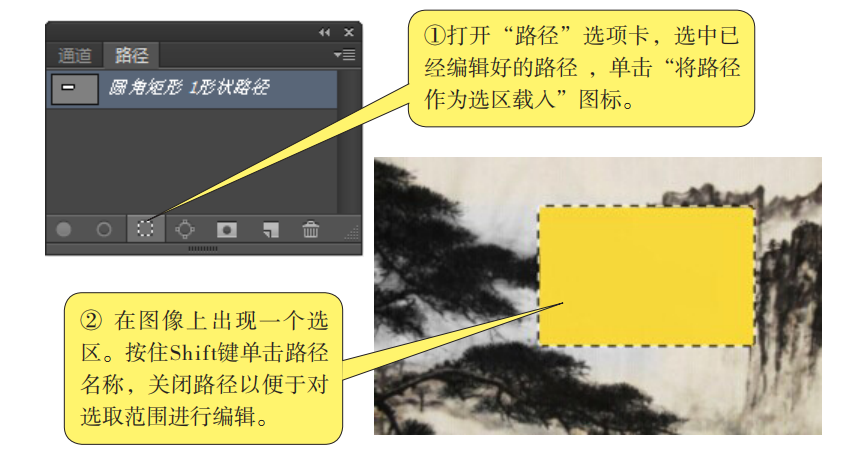 通道 路径
圆角矩形 1形状路径
①打开“路径”选项卡，选中已
经编辑好的路径 ，单击“将路径
作为选区载入”图标。
② 在图像上出现一个选
区。按住Shift键单击路径
名称，关闭路径以便于对
选取范围进行编辑。